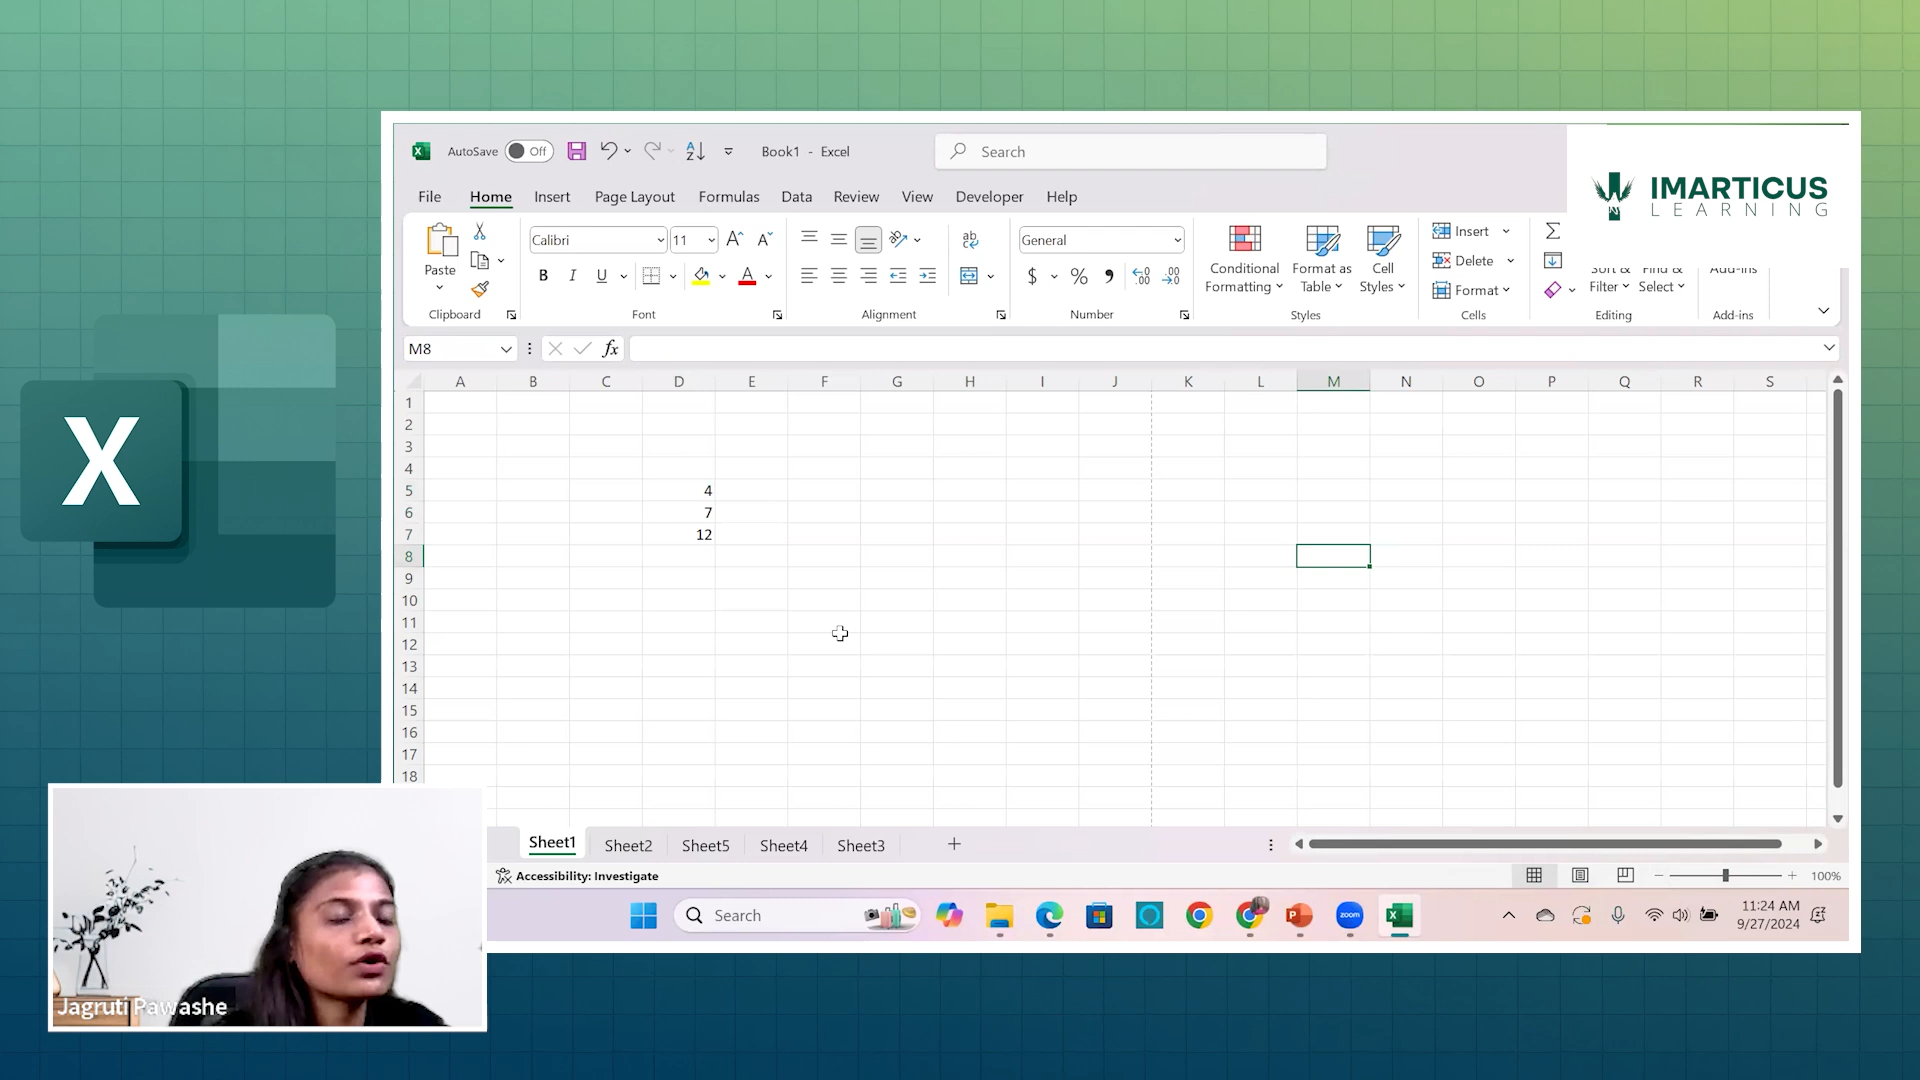 AutoSave Off Book1 - Excel Search
IMARTICUS
LEARNING
File Home Insert Page Layout Formulas Data Review View Developer Help
Paste
Calibri 11
General
B I U
$ %
Conditional Formatting
Format as Table
Cell Styles
Insert
Delete
Format
Filter
Select
Clipboard Font Alignment Number Styles Cells Editing Add-ins
M8 fx
A B C D E F G H I J K L M N O P Q R S
1
2
3
4
5 4
6 7
7 12
8
9
10
11
12
13
14
15
16
17
18
Sheet1 Sheet2 Sheet5 Sheet4 Sheet3
Accessibility: Investigate 100%
Search zoom 11:24 AM
9/27/2024
X
Jagruti Pawashe